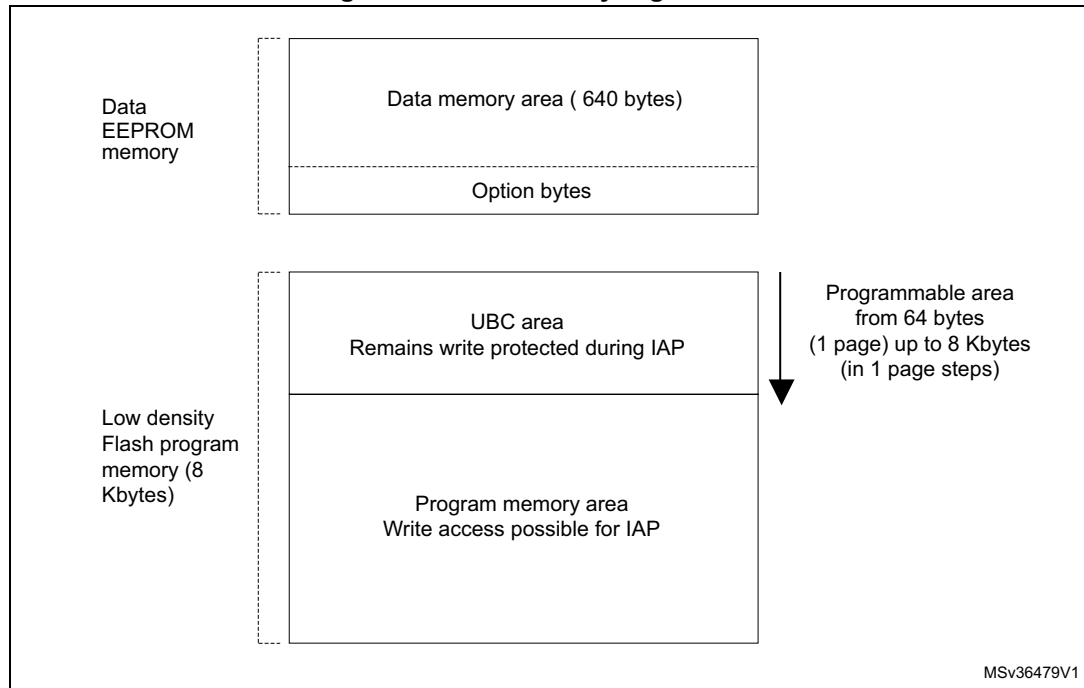 Data memory area ( 640 bytes)
Data
EEPROM
memory
Option bytes
Programmable area
from 64 bytes
(1 page) up to 8 Kbytes
(in 1 page steps)
UBC area
Remains write protected during IAP
Low density
Flash program
memory (8
Kbytes)
Program memory area
Write access possible for IAP
MSv36479V1